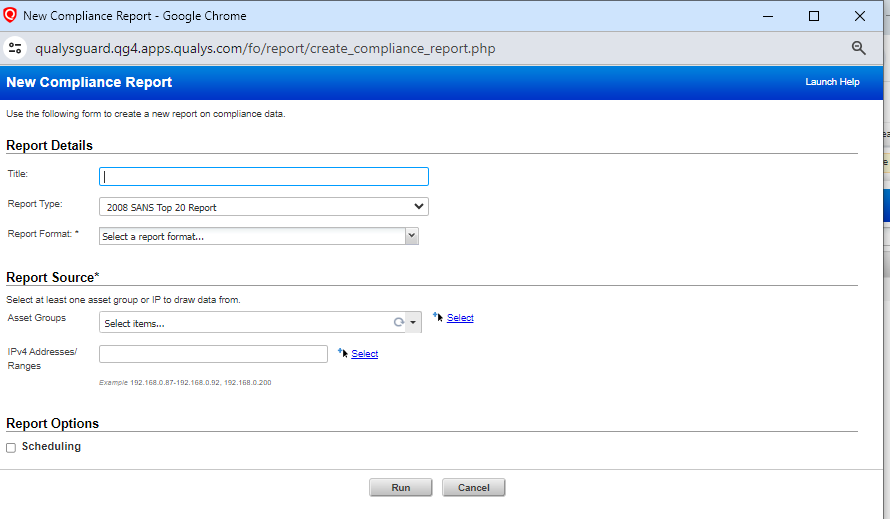 New Compliance Report - Google Chrome
qualysguard.qg4.apps.qualys.com/fo/report/create_compliance_report.php
New Compliance Report
Launch Help
Use the following form to create a new report on compliance data.
Report Details
Title:
Report Type:
2008 SANS Top 20 Report
Report Format: *
Select a report format...
Report Source*
Select at least one asset group or IP to draw data from.
Asset Groups
Select items...
Select
IPv4 Addresses/
Ranges
Select
Example 192.168.0.87-192.168.0.92, 192.168.0.200
Report Options
Scheduling
Run
Cancel